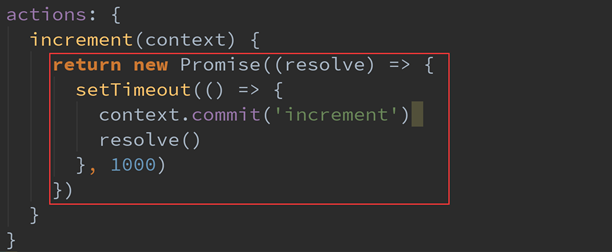 actions: {
  increment(context) {
    return new Promise((resolve) => {
      setTimeout(() => {
        context.commit('increment')
        resolve()
      }, 1000)
    })
  }
}